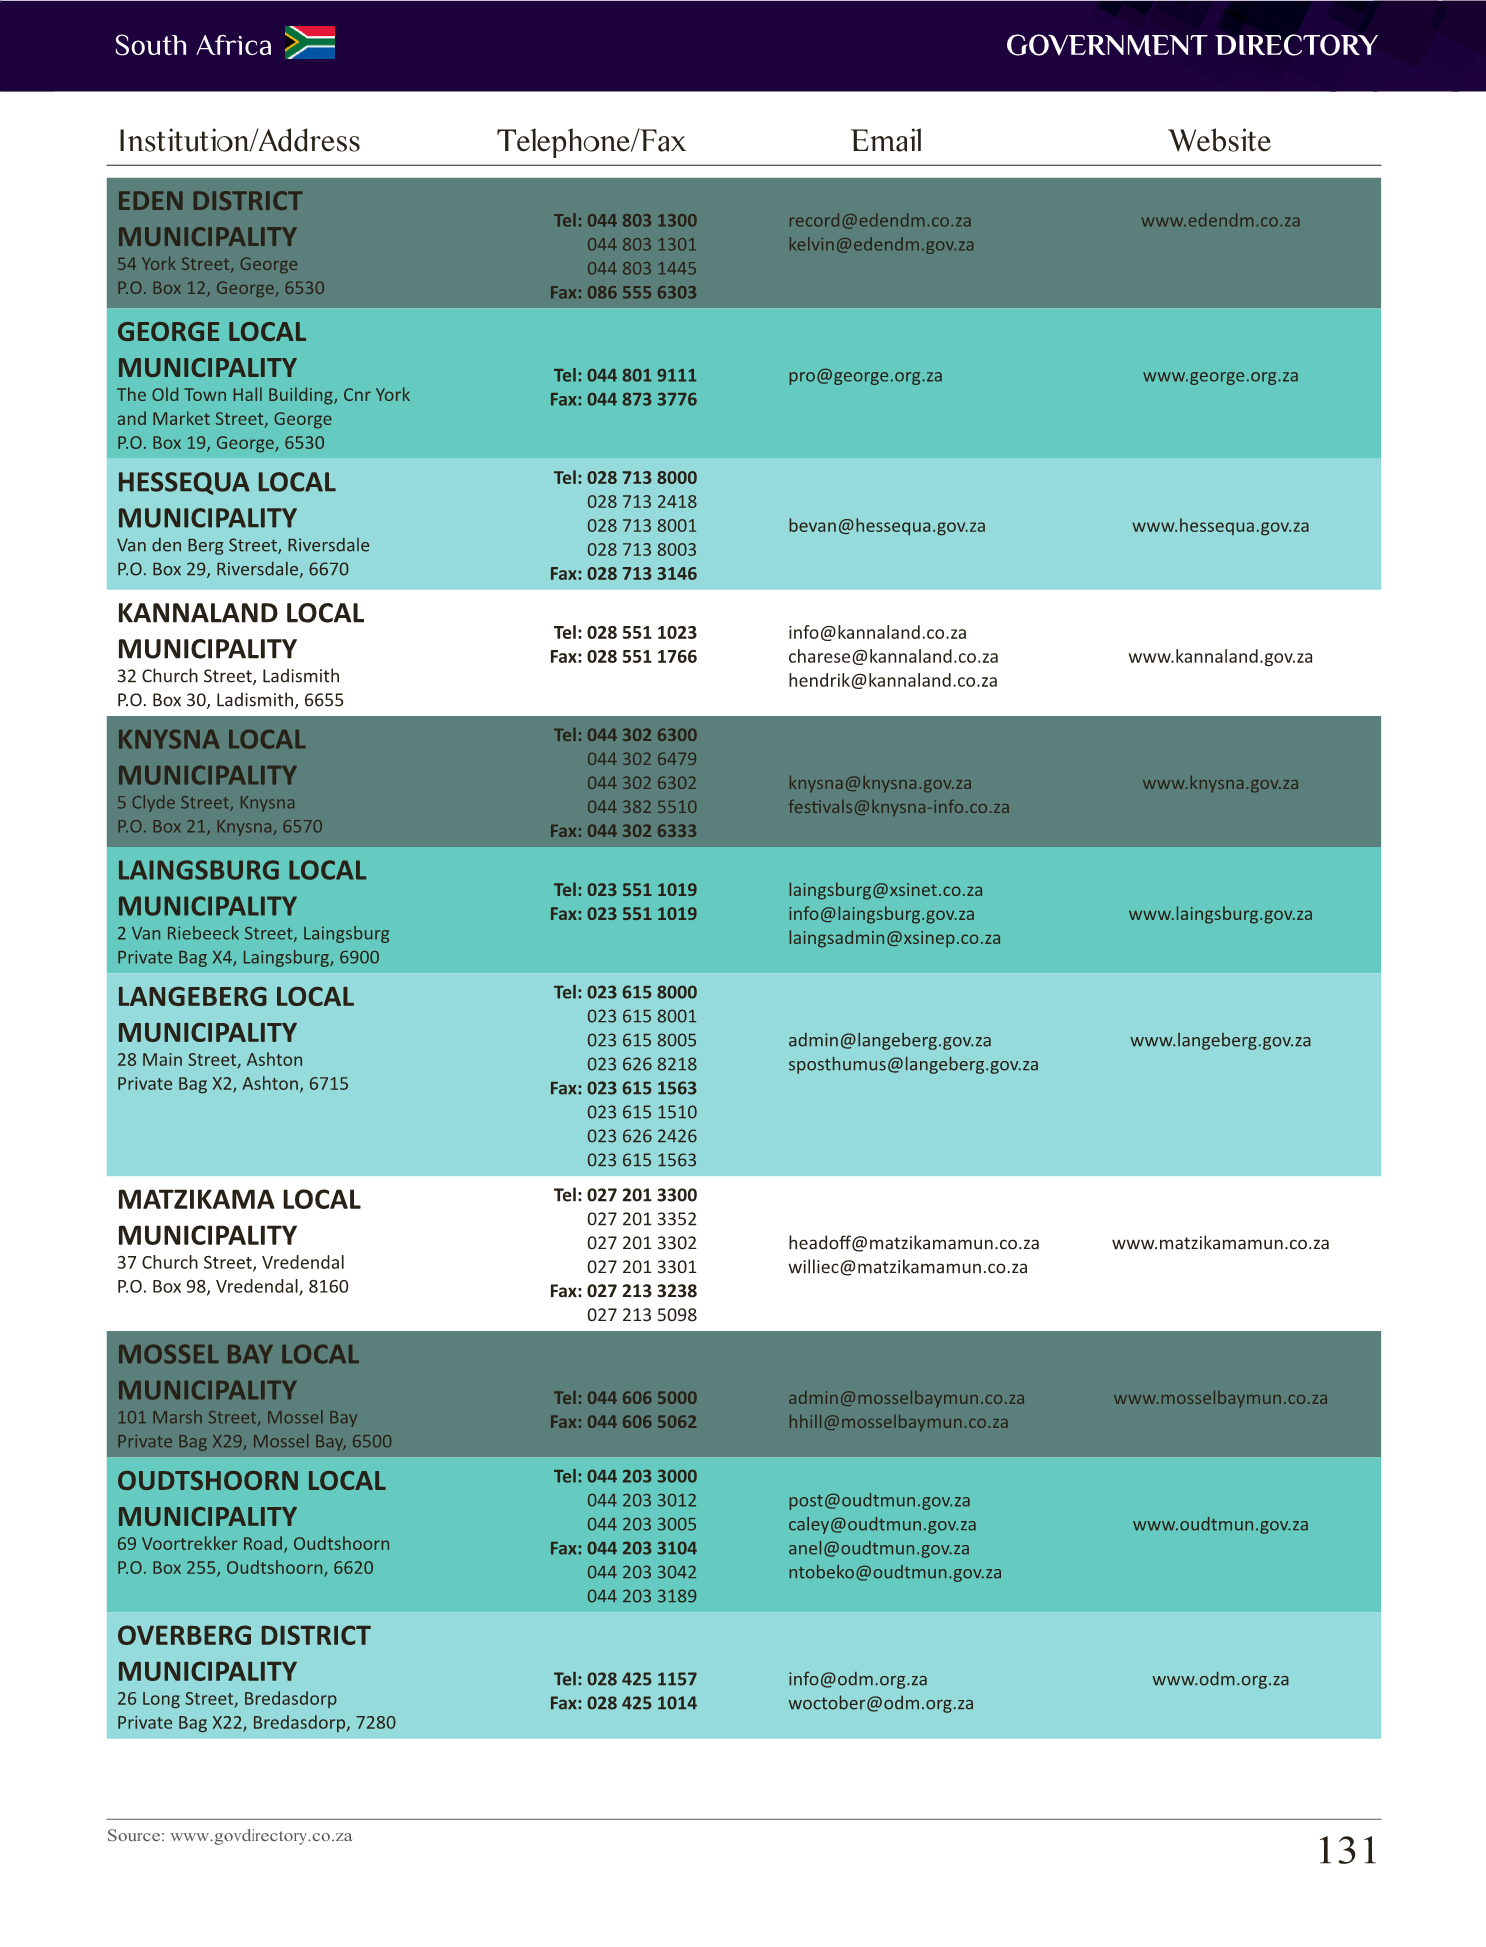 South Africa
GOVERNMENT DIRECTORY
Institution/Address Telephone/Fax Email Website
EDEN DISTRICT
MUNICIPALITY
54 York Street, George
P.O. Box 12, George, 6530
Tel: 044 803 1300
044 803 1301
044 803 1445
Fax: 086 555 6303
record@edendm.co.za
kelvin@edendm.gov.za
www.edendm.co.za
GEORGE LOCAL
MUNICIPALITY
The Old Town Hall Building, Cnr York
and Market Street, George
P.O. Box 19, George, 6530
Tel: 044 801 9111
Fax: 044 873 3776
pro@george.org.za
www.george.org.za
HESSEQUA LOCAL
MUNICIPALITY
Van den Berg Street, Riversdale
P.O. Box 29, Riversdale, 6670
Tel: 028 713 8000
028 713 2418
028 713 8001
028 713 8003
Fax: 028 713 3146
bevan@hessequa.gov.za
www.hessequa.gov.za
KANNALAND LOCAL
MUNICIPALITY
32 Church Street, Ladismith
P.O. Box 30, Ladismith, 6655
Tel: 028 551 1023
Fax: 028 551 1766
info@kannaland.co.za
charese@kannaland.co.za
hendrik@kannaland.co.za
www.kannaland.gov.za
KNYSNA LOCAL
MUNICIPALITY
5 Clyde Street, Knysna
P.O. Box 21, Knysna, 6570
Tel: 044 302 6300
044 302 6479
044 302 6302
044 382 5510
Fax: 044 302 6333
knysna@knysna.gov.za
festivals@knysna-info.co.za
www.knysna.gov.za
LAINGSBURG LOCAL
MUNICIPALITY
2 Van Riebeeck Street, Laingsburg
Private Bag X4, Laingsburg, 6900
Tel: 023 551 1019
Fax: 023 551 1019
laingsburg@xsinet.co.za
info@laingsburg.gov.za
laingsadmin@xsinep.co.za
www.laingsburg.gov.za
LANGEBERG LOCAL
MUNICIPALITY
28 Main Street, Ashton
Private Bag X2, Ashton, 6715
Tel: 023 615 8000
023 615 8001
023 615 8005
023 626 8218
Fax: 023 615 1563
023 615 1510
023 626 2426
023 615 1563
admin@langeberg.gov.za
sposthumus@langeberg.gov.za
www.langeberg.gov.za
MATZIKAMA LOCAL
MUNICIPALITY
37 Church Street, Vredendal
P.O. Box 98, Vredendal, 8160
Tel: 027 201 3300
027 201 3352
027 201 3302
027 201 3301
Fax: 027 213 3238
027 213 5098
headoff@matzikamamun.co.za
williec@matzikamamun.co.za
www.matzikamamun.co.za
MOSSEL BAY LOCAL
MUNICIPALITY
101 Marsh Street, Mossel Bay
Private Bag X29, Mossel Bay, 6500
Tel: 044 606 5000
Fax: 044 606 5062
admin@mosselbaymun.co.za
hhill@mosselbaymun.co.za
www.mosselbaymun.co.za
OUDTSHOORN LOCAL
MUNICIPALITY
69 Voortrekker Road, Oudtshoorn
P.O. Box 255, Oudtshoorn, 6620
Tel: 044 203 3000
044 203 3012
044 203 3005
Fax: 044 203 3104
044 203 3042
044 203 3189
post@oudtmun.gov.za
caley@oudtmun.gov.za
anel@oudtmun.gov.za
ntobeko@oudtmun.gov.za
www.oudtmun.gov.za
OVERBERG DISTRICT
MUNICIPALITY
26 Long Street, Bredasdorp
Private Bag X22, Bredasdorp, 7280
Tel: 028 425 1157
Fax: 028 425 1014
info@odm.org.za
woctober@odm.org.za
www.odm.org.za
Source: www.govdirectory.co.za
131